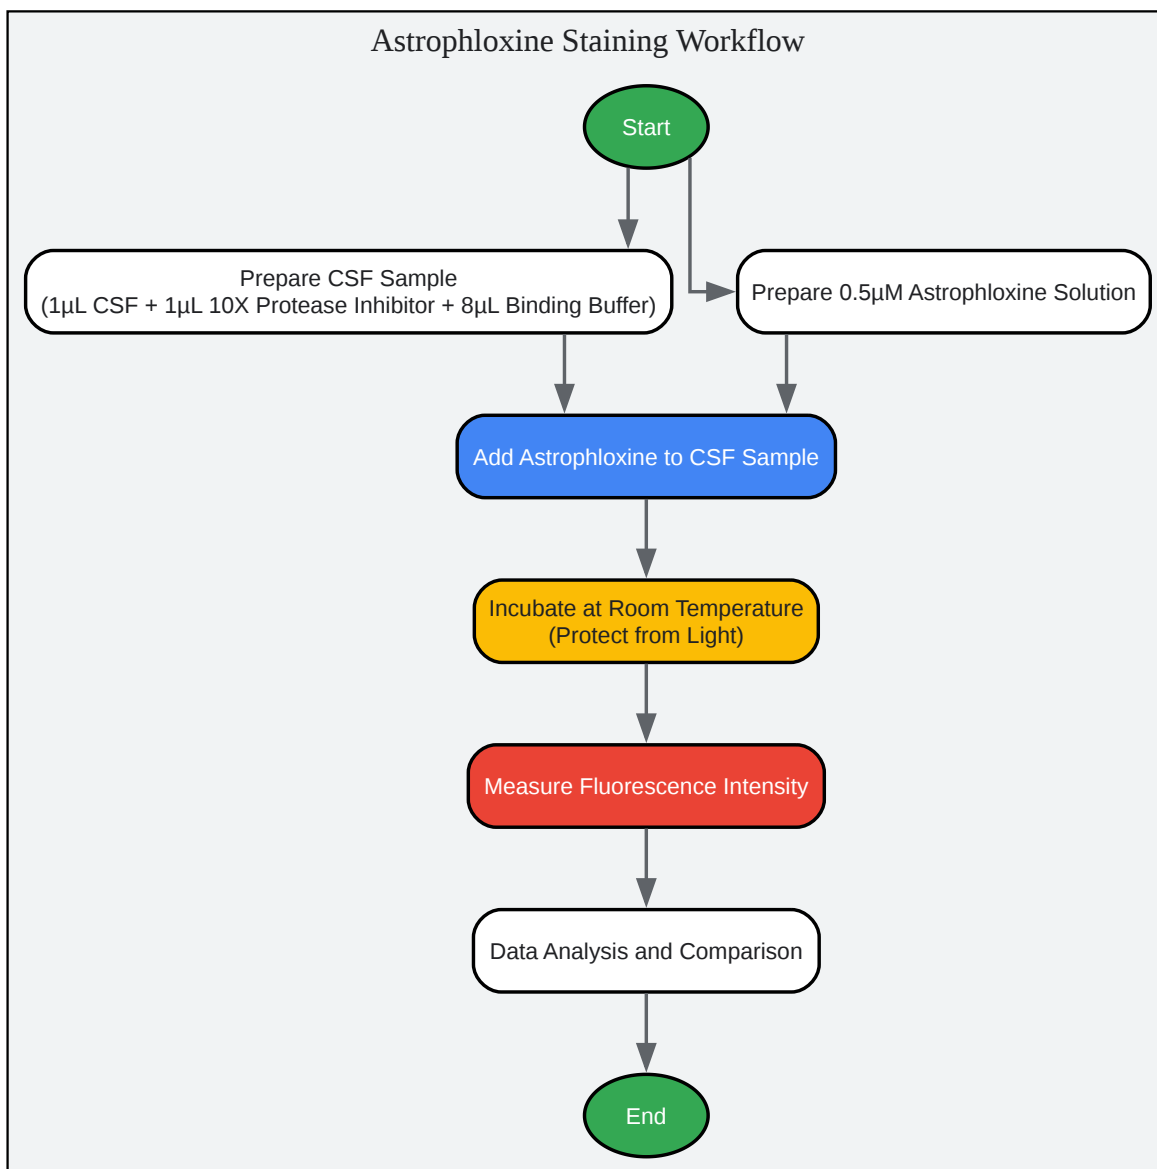 Astrophloxine Staining Workflow
Start
Prepare CSF Sample
(1µL CSF + 1µL 10X Protease Inhibitor + 8µL Binding Buffer)
Prepare 0.5µM Astrophloxine Solution
Add Astrophloxine to CSF Sample
Incubate at Room Temperature
(Protect from Light)
Measure Fluorescence Intensity
Data Analysis and Comparison
End